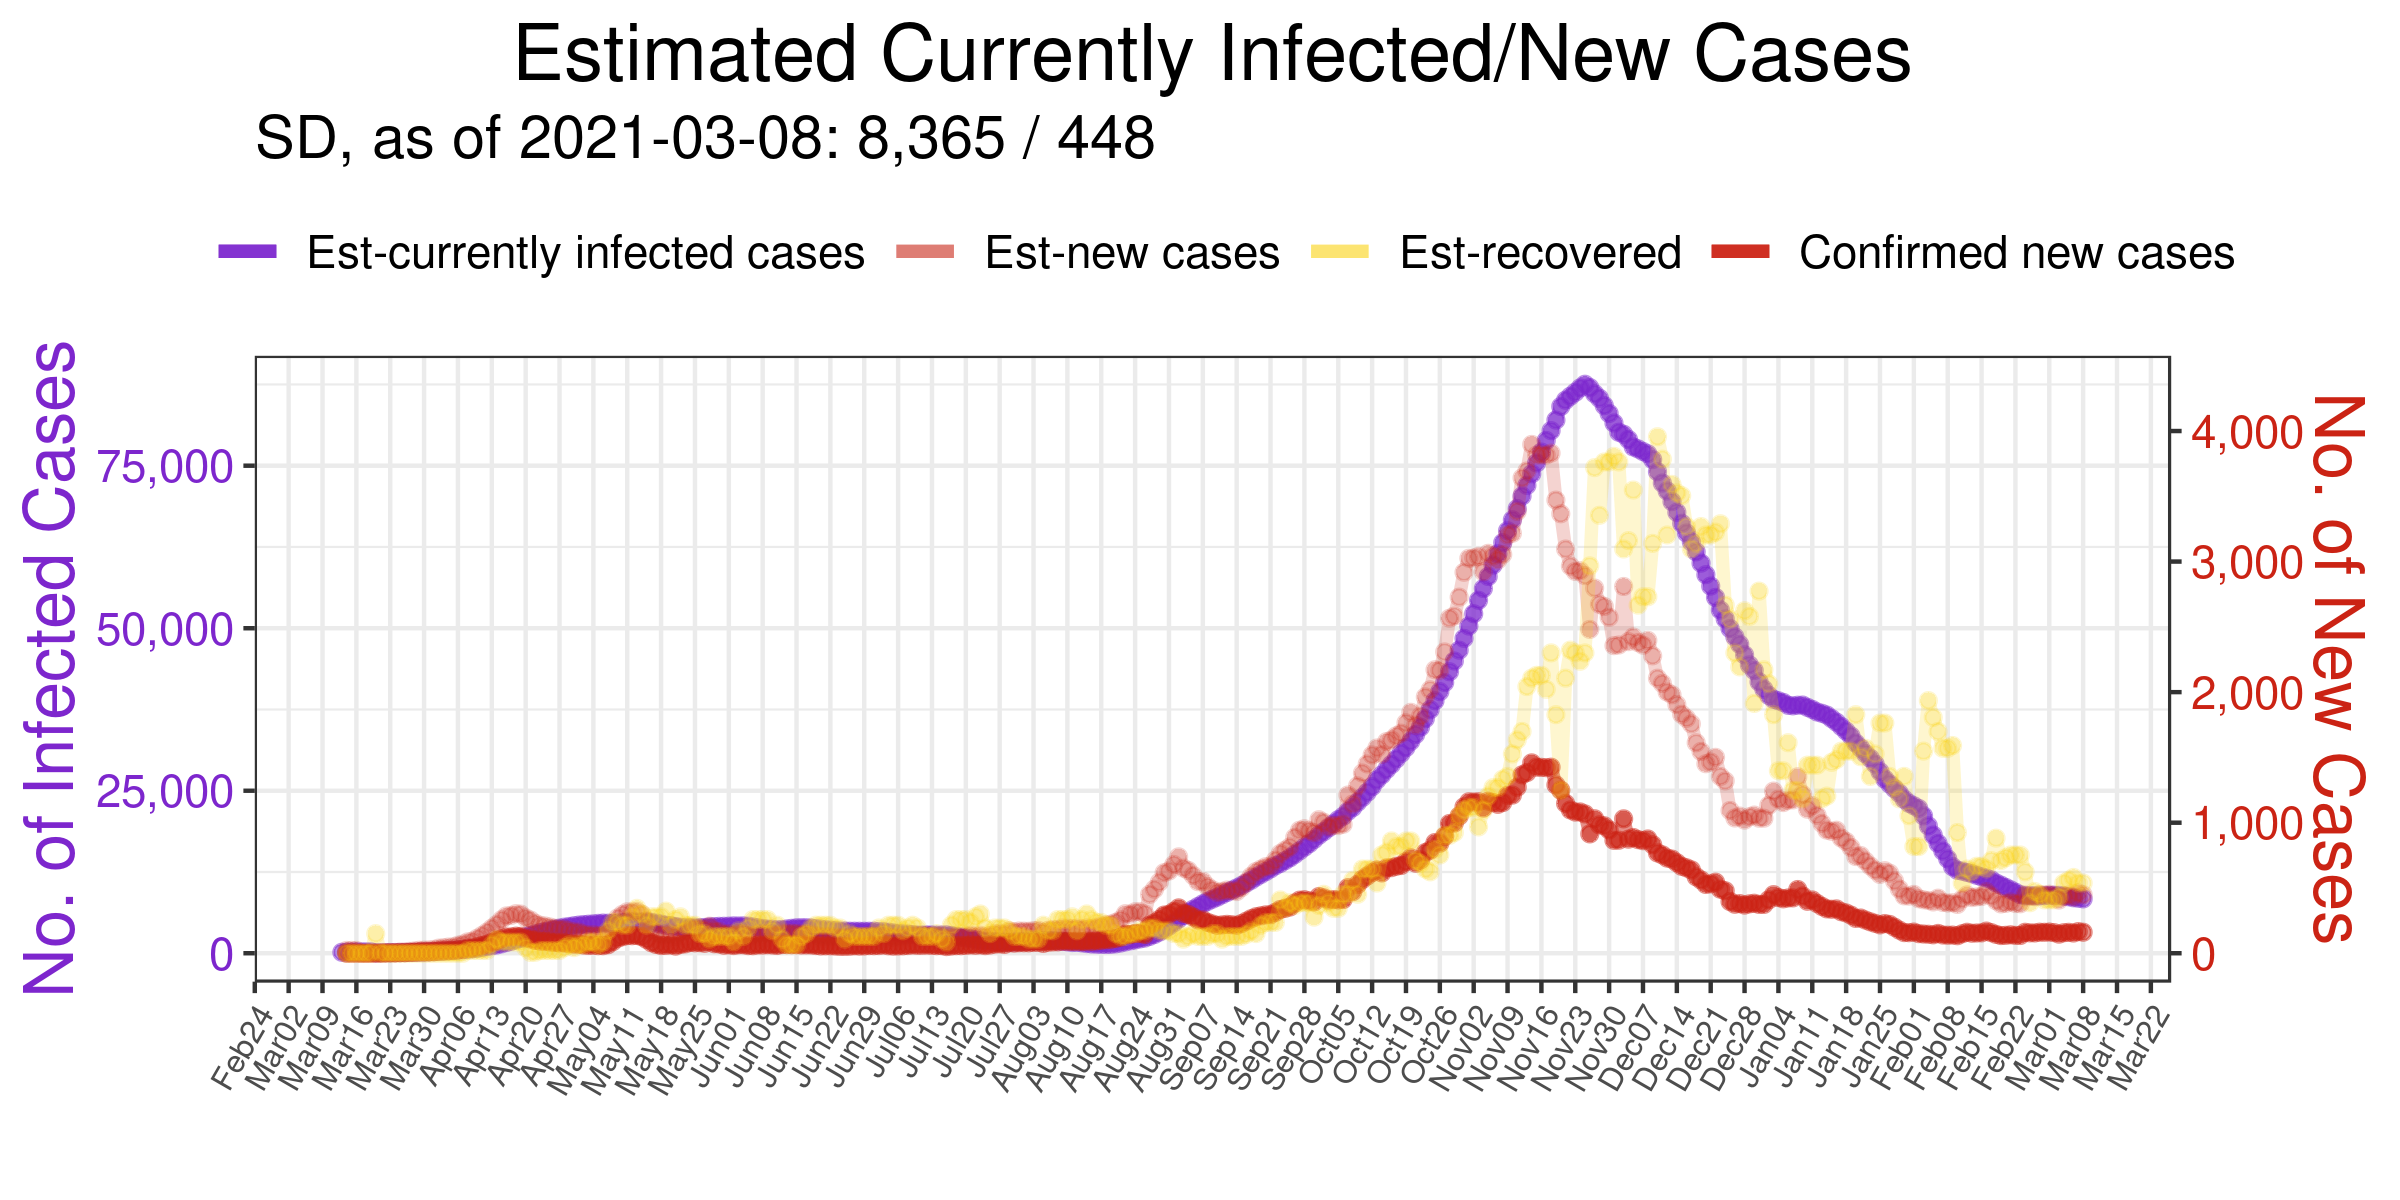 Estimated Currently Infected/New Cases
SD, as of 2021-03-08: 8,365 / 448
Est-currently infected cases Est-new cases Est-recovered Confirmed new cases
No. of Infected Cases
75,000
50,000
25,000
0
4,000
3,000
2,000
1,000
0
No. of New Cases
Feb24 Mar02 Mar09 Mar16 Mar23 Mar30 Apr06 Apr13 Apr20 Apr27 May04 May11 May18 May25 Jun01 Jun08 Jun15 Jun22 Jun29 Jul06 Jul13 Jul20 Jul27 Aug03 Aug10 Aug17 Aug24 Aug31 Sep07 Sep14 Sep21 Sep28 Oct05 Oct12 Oct19 Oct26 Nov02 Nov09 Nov16 Nov23 Nov30 Dec07 Dec14 Dec21 Dec28 Jan04 Jan11 Jan18 Jan25 Feb01 Feb08 Feb15 Feb22 Mar01 Mar08 Mar15 Mar22